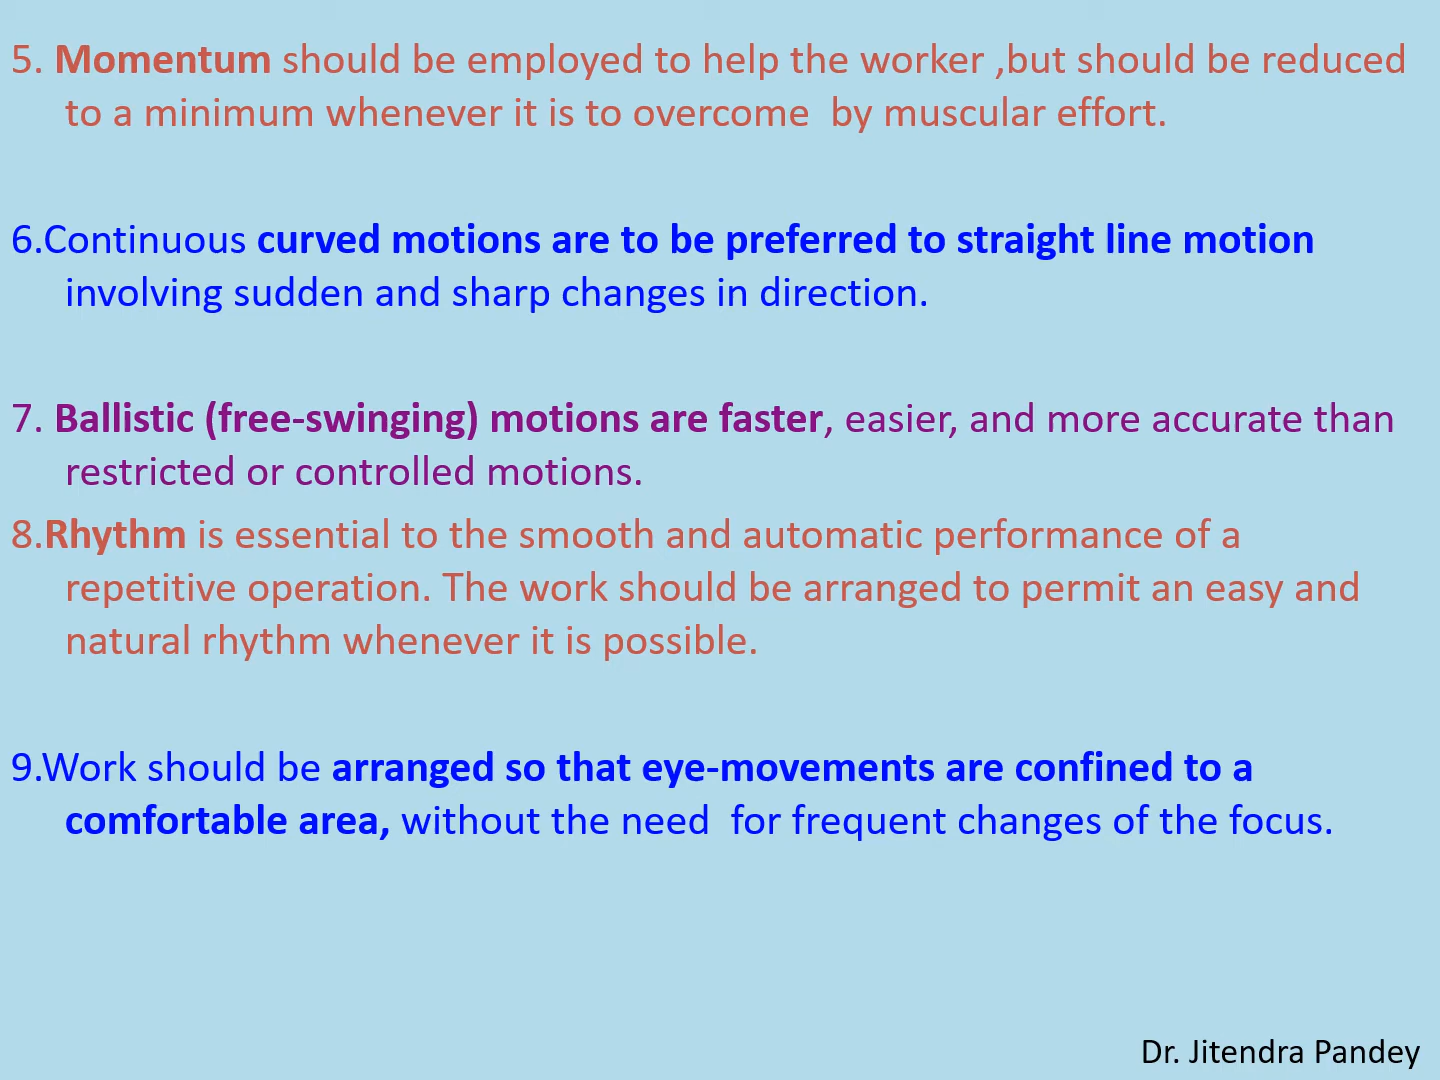 5. Momentum should be employed to help the worker ,but should be reduced
to a minimum whenever it is to overcome  by muscular effort.
6.Continuous curved motions are to be preferred to straight line motion
involving sudden and sharp changes in direction.
7. Ballistic (free-swinging) motions are faster, easier, and more accurate than
restricted or controlled motions.
8.Rhythm is essential to the smooth and automatic performance of a
repetitive operation. The work should be arranged to permit an easy and
natural rhythm whenever it is possible.
9.Work should be arranged so that eye-movements are confined to a
comfortable area, without the need  for frequent changes of the focus.
Dr. Jitendra Pandey